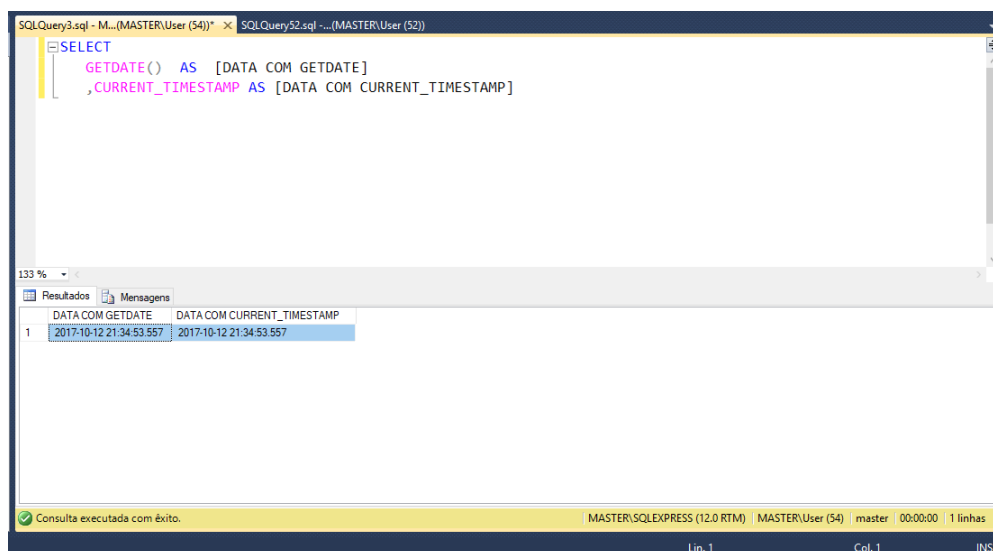 SQLQuery3.sql - M...(MASTER\User (54))* X SQLQuery52.sql -...(MASTER\User (52))
SELECT
GETDATE() AS [DATA COM GETDATE]
,CURRENT_TIMESTAMP AS [DATA COM CURRENT_TIMESTAMP]
133 %
Resultados Mensagens
DATA COM GETDATE DATA COM CURRENT_TIMESTAMP
1 2017-10-12 21:34:53.557 2017-10-12 21:34:53.557
Consulta executada com êxito. MASTER\SQLEXPRESS (12.0 RTM) MASTER\User (54) master 00:00:00 1 linhas
Lin. 1 Col. 1 INS